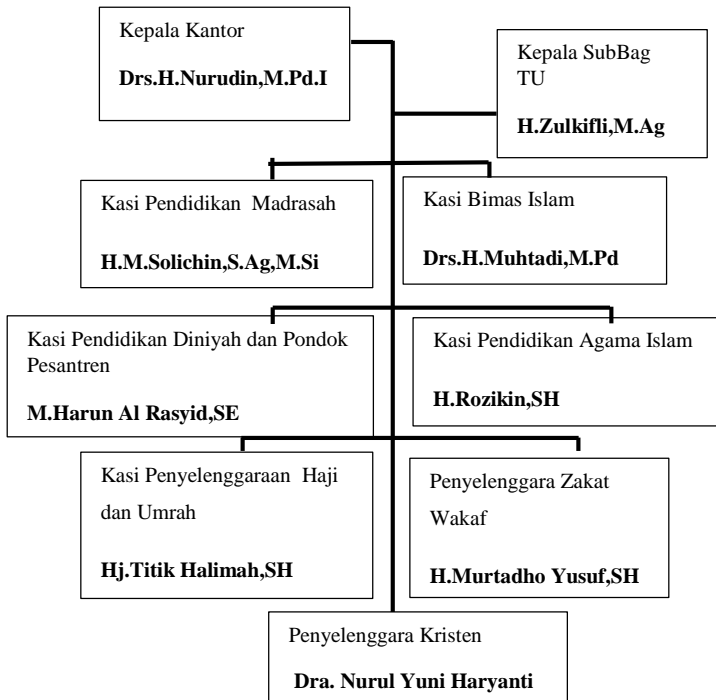 Kepala Kantor
Drs.H.Nurudin,M.Pd.I
Kepala SubBag
TU
H.Zulkifli,M.Ag
Kasi Pendidikan  Madrasah
H.M.Solichin,S.Ag,M.Si
Kasi Bimas Islam
Drs.H.Muhtadi,M.Pd
Kasi Pendidikan Diniyah dan Pondok
Pesantren
M.Harun Al Rasyid,SE
Kasi Pendidikan Agama Islam
H.Rozikin,SH
Kasi Penyelenggaraan  Haji
dan Umrah
Hj.Titik Halimah,SH
Penyelenggara Zakat
Wakaf
H.Murtadho Yusuf,SH
Penyelenggara Kristen
Dra. Nurul Yuni Haryanti